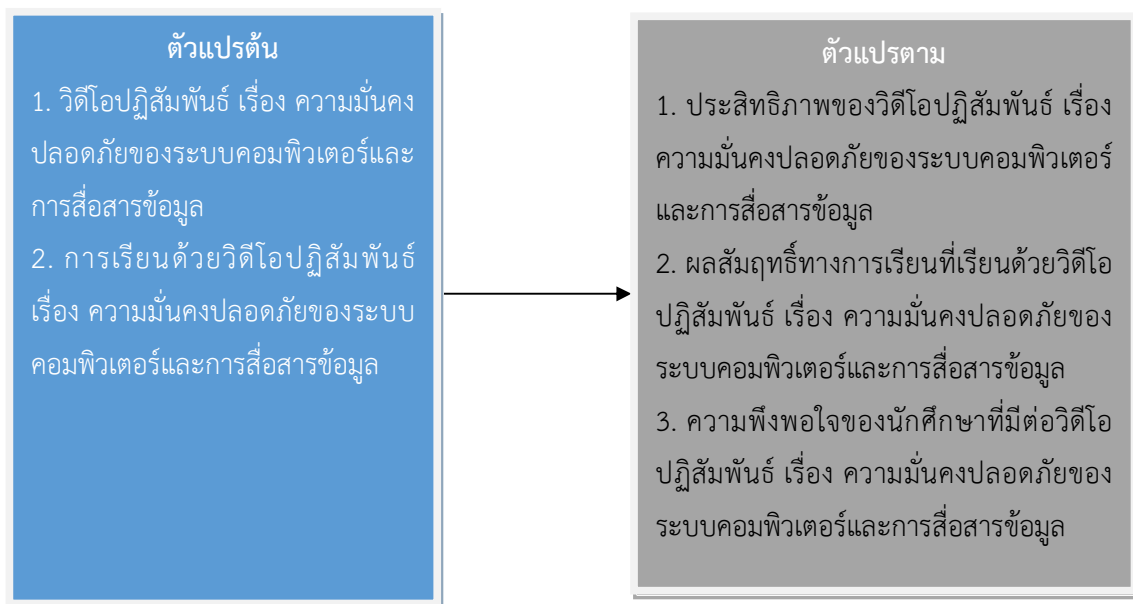 ตัวแปรต้น
1. วิดีโอปฏิสัมพันธ์ เรื่อง ความมั่นคง
ปลอดภัยของระบบคอมพิวเตอร์และ
การสื่อสารข้อมูล
2. การเรียนด้วยวิดีโอปฏิสัมพันธ์
เรื่อง ความมั่นคงปลอดภัยของระบบ
คอมพิวเตอร์และการสื่อสารข้อมูล
ตัวแปรตาม
1. ประสิทธิภาพของวิดีโอปฏิสัมพันธ์ เรื่อง
ความมั่นคงปลอดภัยของระบบคอมพิวเตอร์
และการสื่อสารข้อมูล
2. ผลสัมฤทธิ์ทางการเรียนที่เรียนด้วยวิดีโอ
ปฏิสัมพันธ์ เรื่อง ความมั่นคงปลอดภัยของ
ระบบคอมพิวเตอร์และการสื่อสารข้อมูล
3. ความพึงพอใจของนักศึกษาที่มีต่อวิดีโอ
ปฏิสัมพันธ์ เรื่อง ความมั่นคงปลอดภัยของ
ระบบคอมพิวเตอร์และการสื่อสารข้อมูล